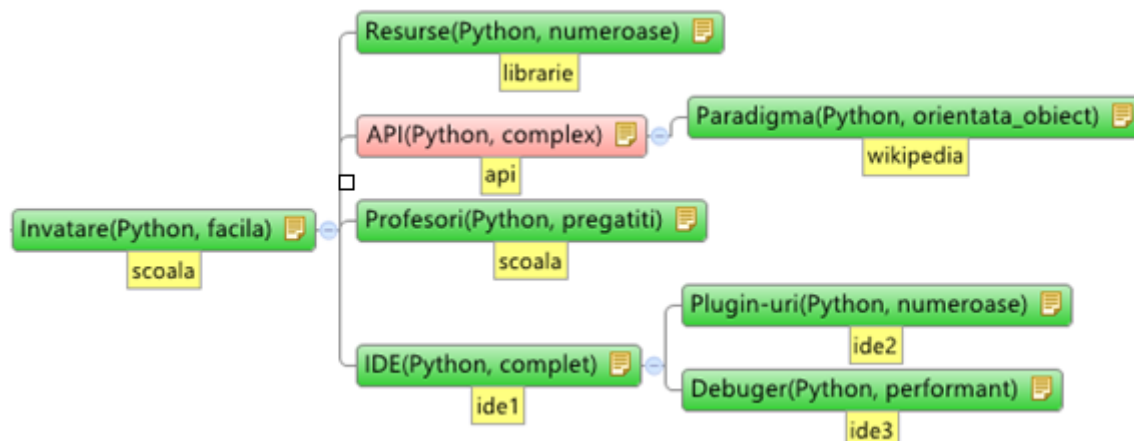 Resurse(Python, numeroase)
librarie
API(Python, complex)
api
Paradigma(Python, orientata_obiect)
wikipedia
Invatare(Python, facila)
scoala
Profesori(Python, pregatiti)
scoala
IDE(Python, complet)
ide1
Plugin-uri(Python, numeroase)
ide2
Debuger(Python, performant)
ide3